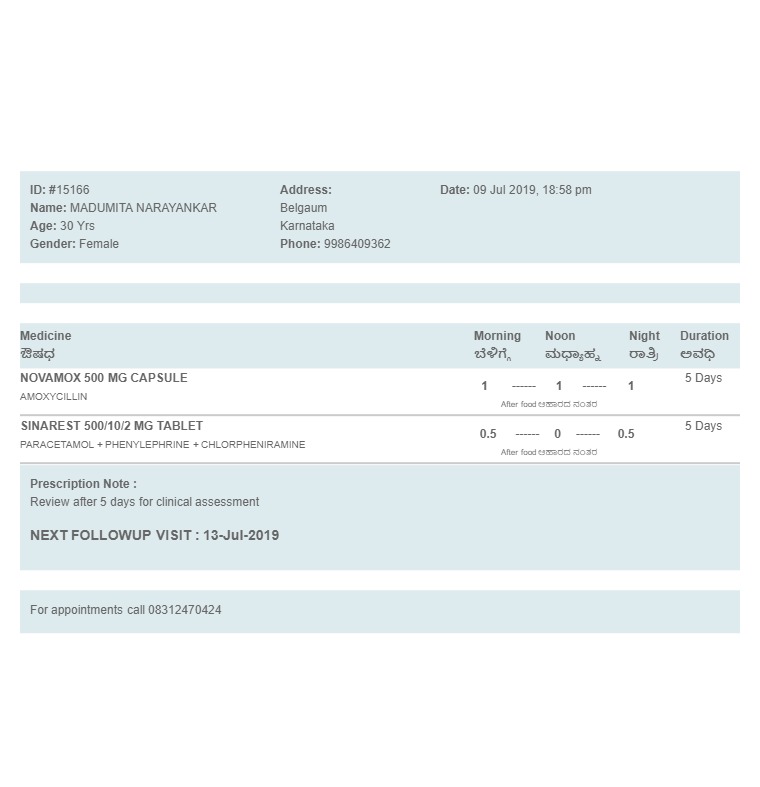 ID: #15166
Name: MADUMITA NARAYANKAR
Age: 30 Yrs
Gender: Female
Address:
Belgaum
Karnataka
Phone: 9986409362
Date: 09 Jul 2019, 18:58 pm
Medicine Morning Noon Night Duration
ಔಷಧ ಬೆಳಿಗ್ಗೆ ಮಧ್ಯಾಹ್ನ ರಾತ್ರಿ ಅವಧಿ
NOVAMOX 500 MG CAPSULE 1 ------ 1 ------ 1 5 Days
AMOXYCILLIN
After food ಆಹಾರದ ನಂತರ
SINAREST 500/10/2 MG TABLET 0.5 ------ 0 ------ 0.5 5 Days
PARACETAMOL + PHENYLEPHRINE + CHLORPHENIRAMINE
After food ಆಹಾರದ ನಂತರ
Prescription Note :
Review after 5 days for clinical assessment
NEXT FOLLOWUP VISIT : 13-Jul-2019
For appointments call 08312470424